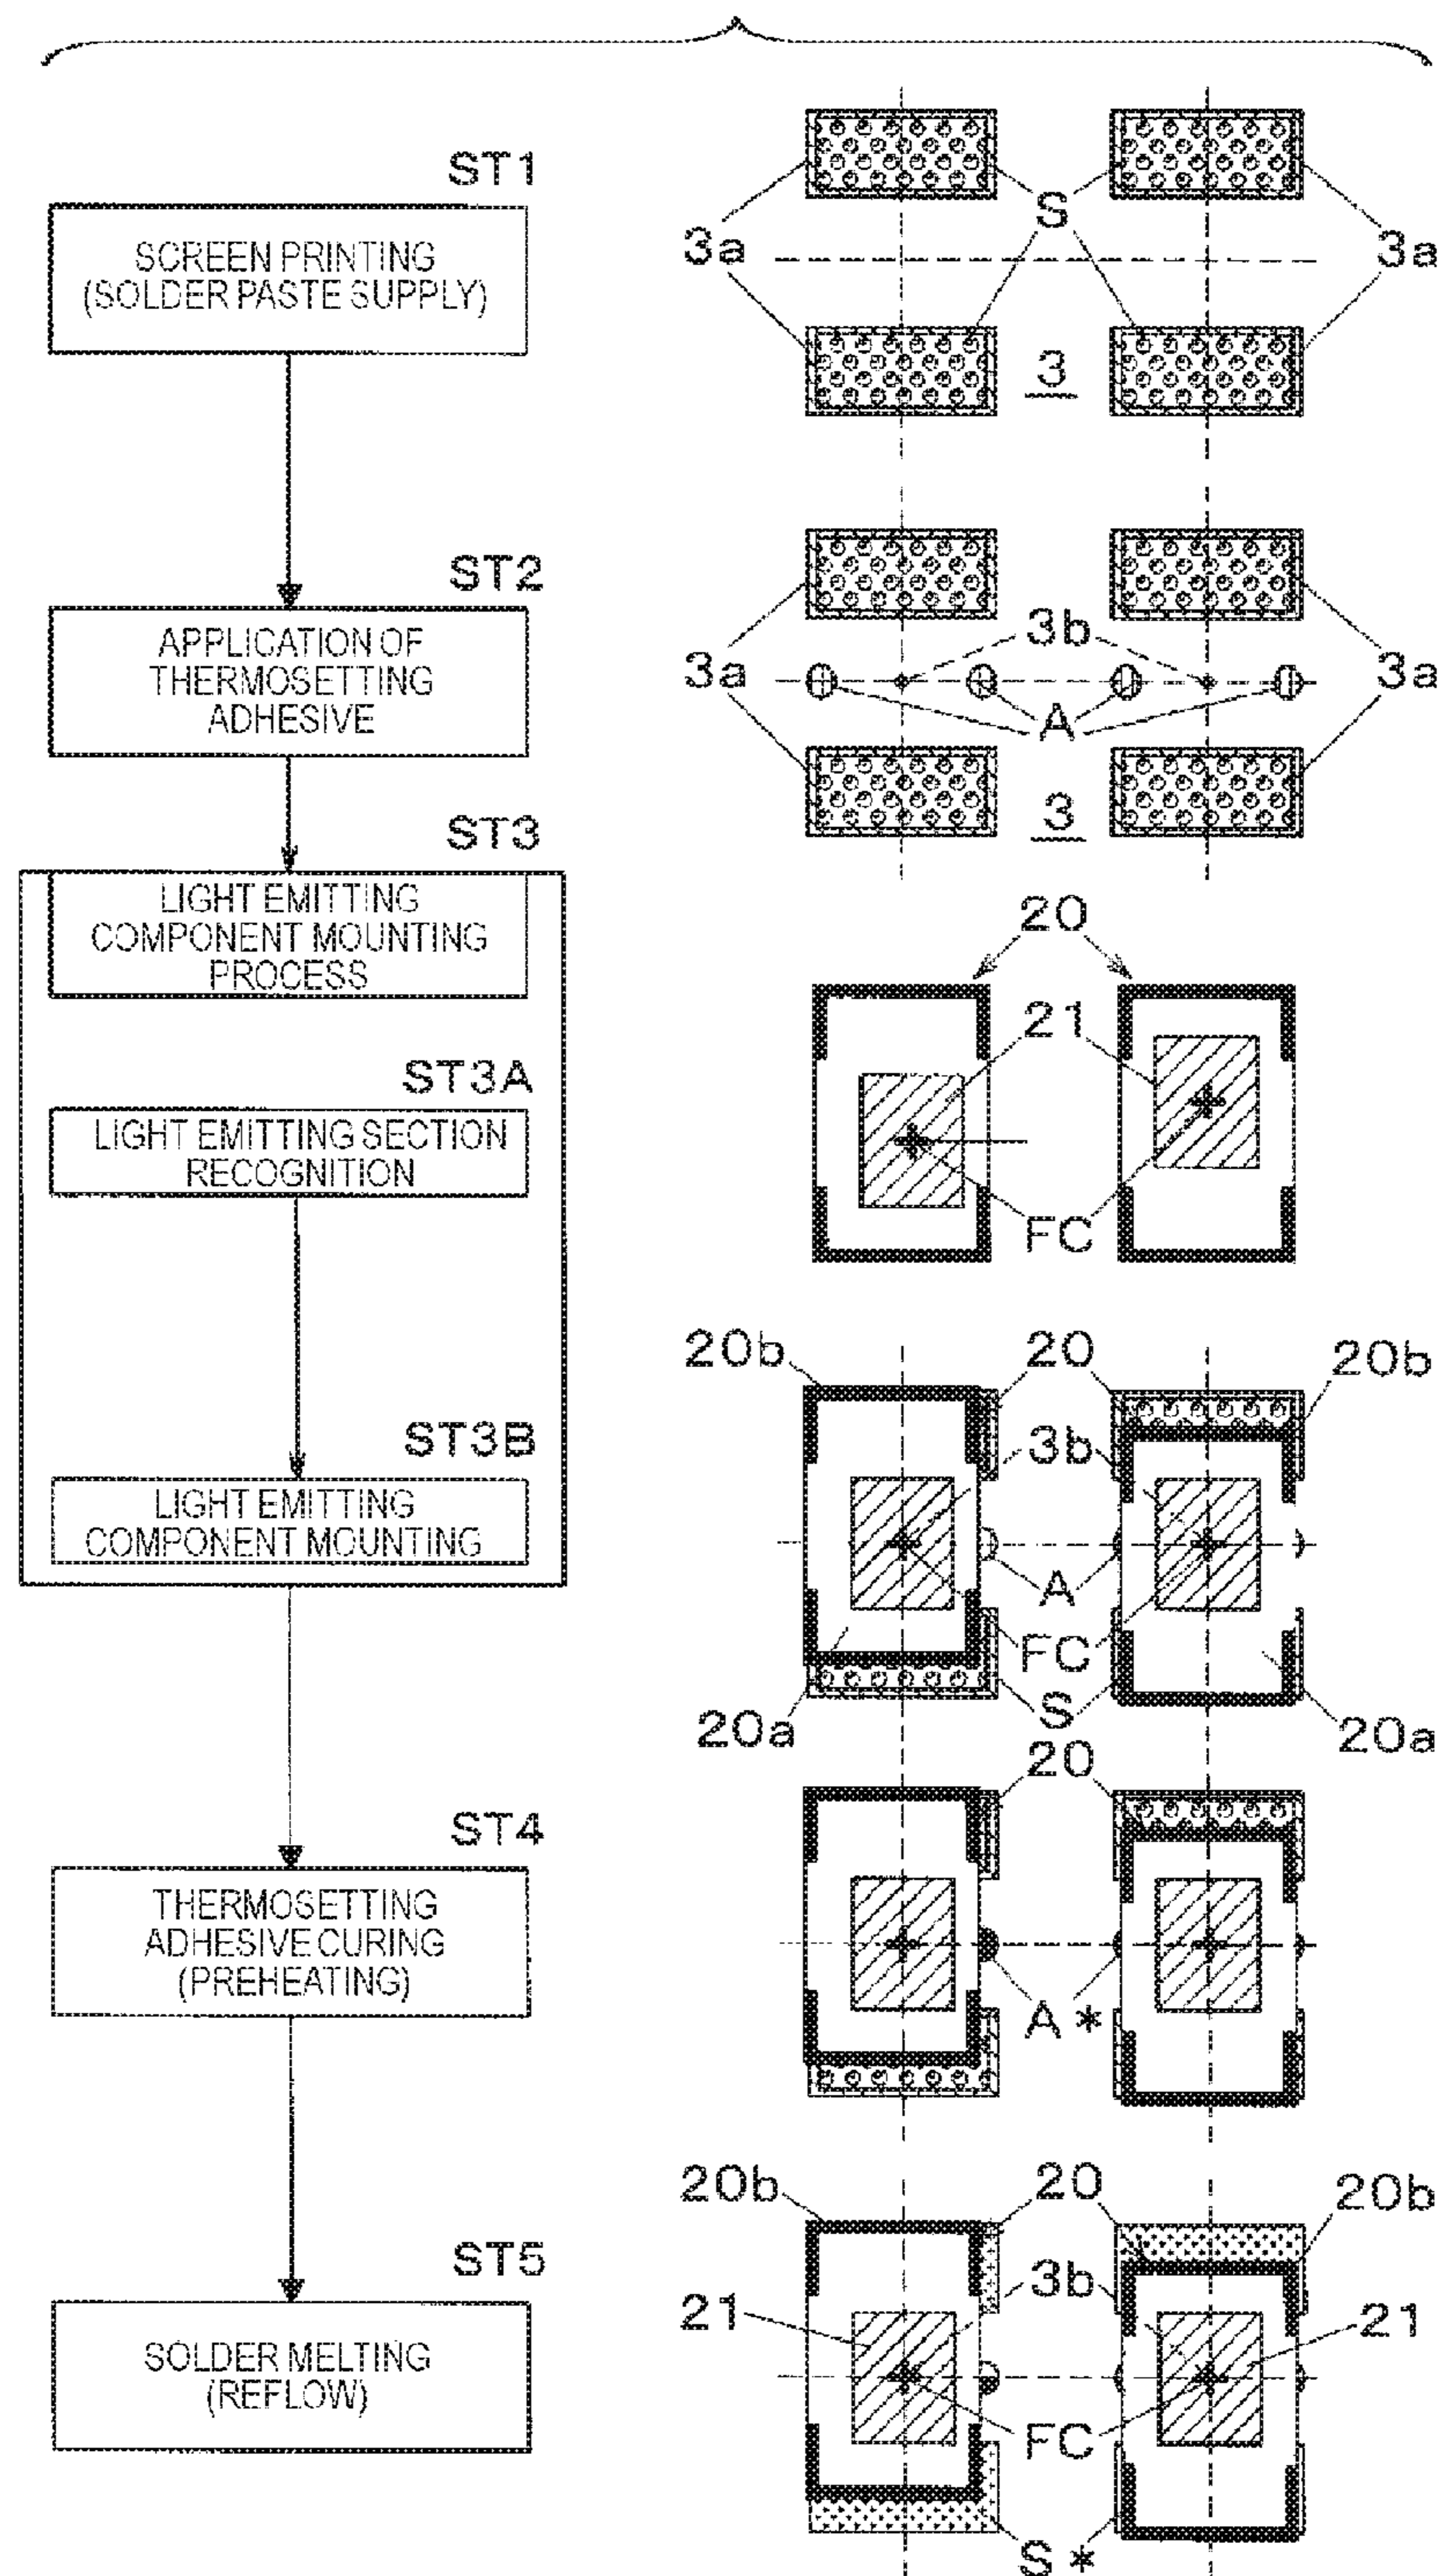 ST1
SCREEN PRINTING
(SOLDER PASTE SUPPLY)
S
3a
3a
3
ST2
APPLICATION OF
THERMOSETTING
ADHESIVE
3b
3a
3a
A
3
ST3
LIGHT EMITTING
COMPONENT MOUNTING
PROCESS
20
21
ST3A
LIGHT EMITTING SECTION
RECOGNITION
FC
20b
20
20b
3b
ST3B
LIGHT EMITTING
COMPONENT MOUNTING
A
FC
S
20a
20a
20
ST4
THERMOSETTING
ADHESIVE CURING
(PREHEATING)
A*
20b
20
20b
ST5
3b
21
21
SOLDER MELTING
(REFLOW)
FC
S*